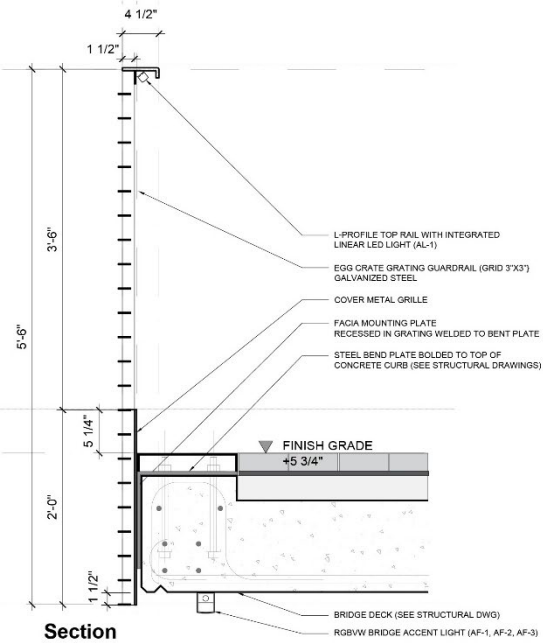 4 1/2"
1 1/2"
3'-6"
5'-6"
L-PROFILE TOP RAIL WITH INTEGRATED
LINEAR LED LIGHT (AL-1)
EGG CRATE GRATING GUARDRAIL (GRID 3"X3")
GALVANIZED STEEL
COVER METAL GRILLE
FACIA MOUNTING PLATE
RECESSED IN GRATING WELDED TO BENT PLATE
STEEL BEND PLATE BOLDED TO TOP OF
CONCRETE CURB (SEE STRUCTURAL DRAWINGS)
5 1/4"
FINISH GRADE
+5 3/4"
2'-0"
1 1/2"
BRIDGE DECK (SEE STRUCTURAL DWG)
RGBVW BRIDGE ACCENT LIGHT (AF-1, AF-2, AF-3)
Section